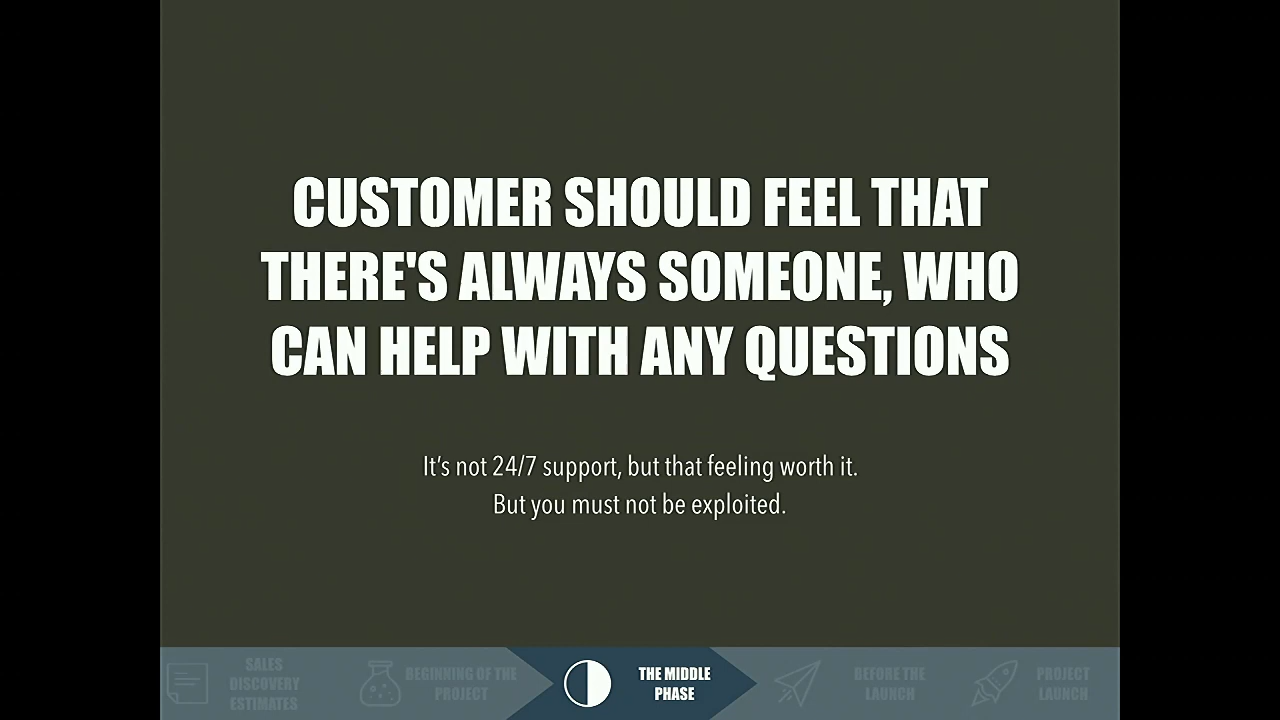 CUSTOMER SHOULD FEEL THAT
THERE'S ALWAYS SOMEONE, WHO
CAN HELP WITH ANY QUESTIONS
It’s not 24/7 support, but that feeling worth it.
But you must not be exploited.
SALES
DISCOVERY
ESTIMATES
BEGINNING OF THE
PROJECT
THE MIDDLE
PHASE
BEFORE THE
LAUNCH
PROJECT
LAUNCH